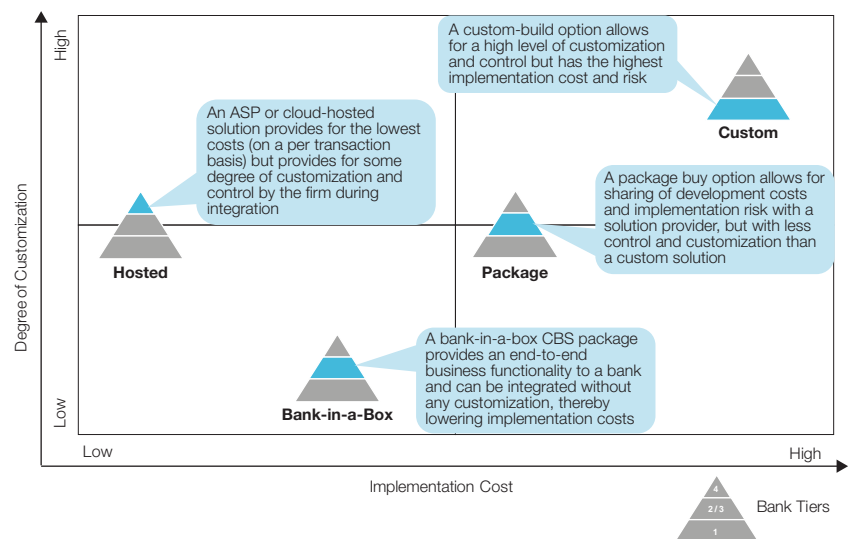 High
A custom-build option allows
for a high level of customization
and control but has the highest
implementation cost and risk
Custom
An ASP or cloud-hosted
solution provides for the lowest
costs (on a per transaction
basis) but provides for some
degree of customization and
control by the firm during
integration
A package buy option allows for
sharing of development costs
and implementation risk with a
solution provider, but with less
control and customization than
a custom solution
Degree of Customization
Hosted
Package
A bank-in-a-box CBS package
provides an end-to-end
business functionality to a bank
and can be integrated without
any customization, thereby
lowering implementation costs
Bank-in-a-Box
Low
Low
High
Implementation Cost
4
2 / 3
1
Bank Tiers